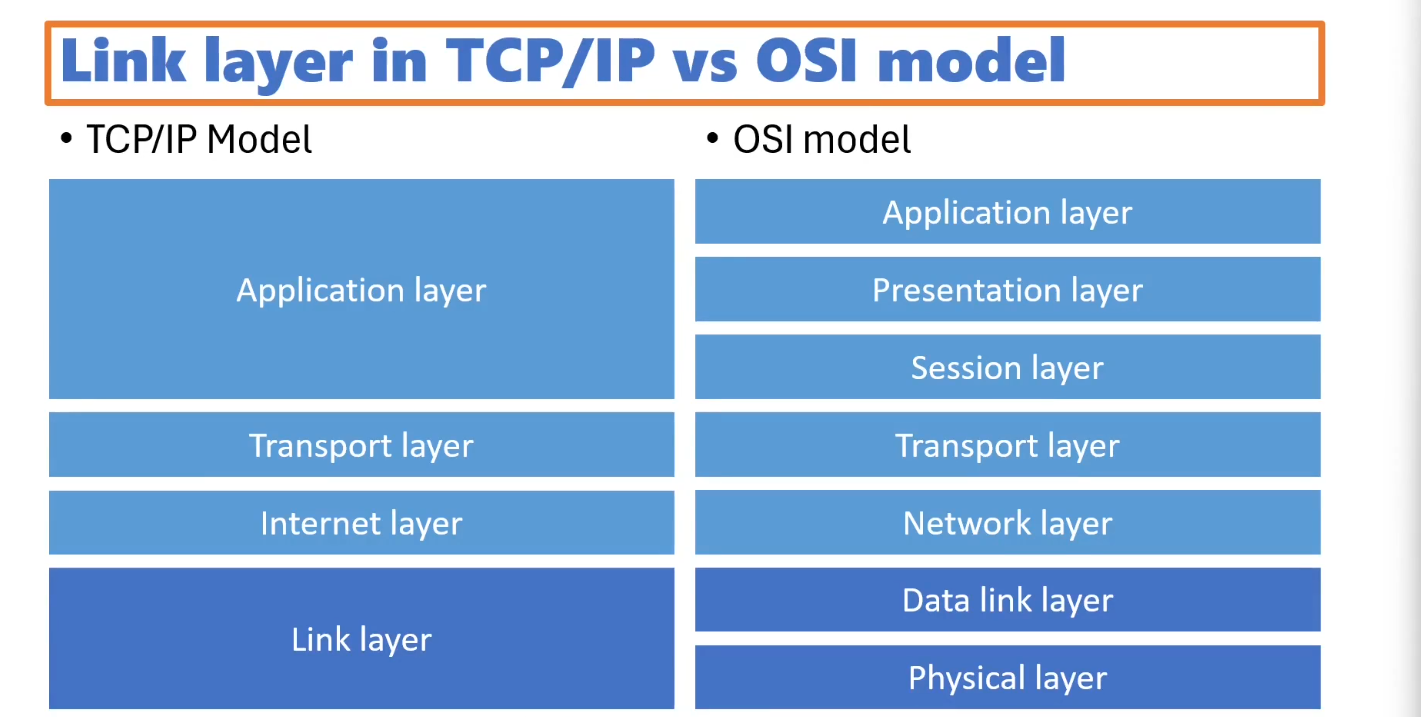 Link layer in TCP/IP vs OSI model
• TCP/IP Model
Application layer
Transport layer
Internet layer
Link layer
• OSI model
Application layer
Presentation layer
Session layer
Transport layer
Network layer
Data link layer
Physical layer